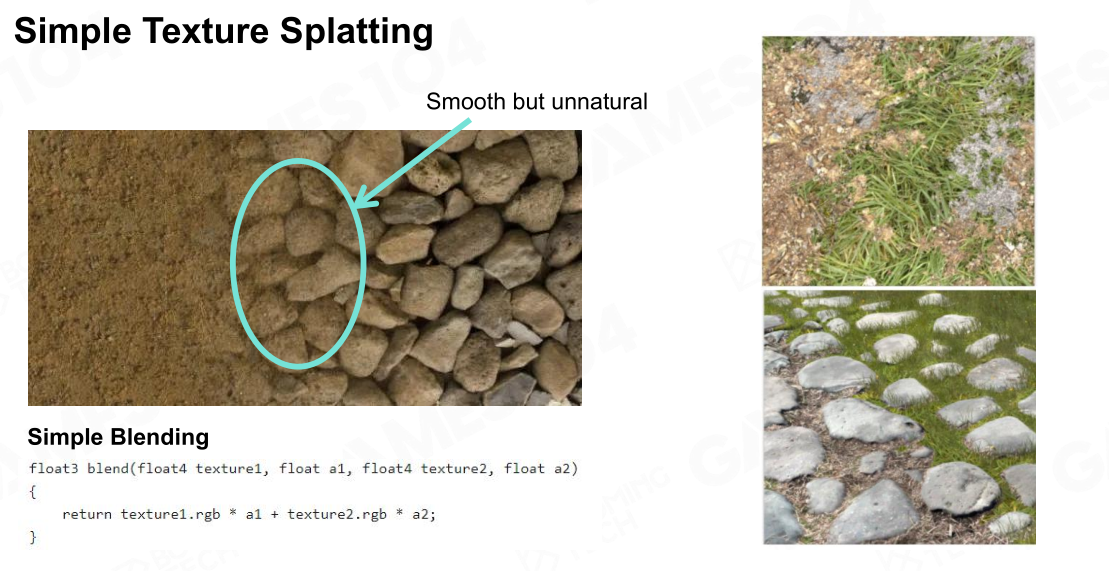 Simple Texture Splatting
Smooth but unnatural
Simple Blending
float3 blend(float4 texture1, float a1, float4 texture2, float a2)
{
    return texture1.rgb * a1 + texture2.rgb * a2;
}